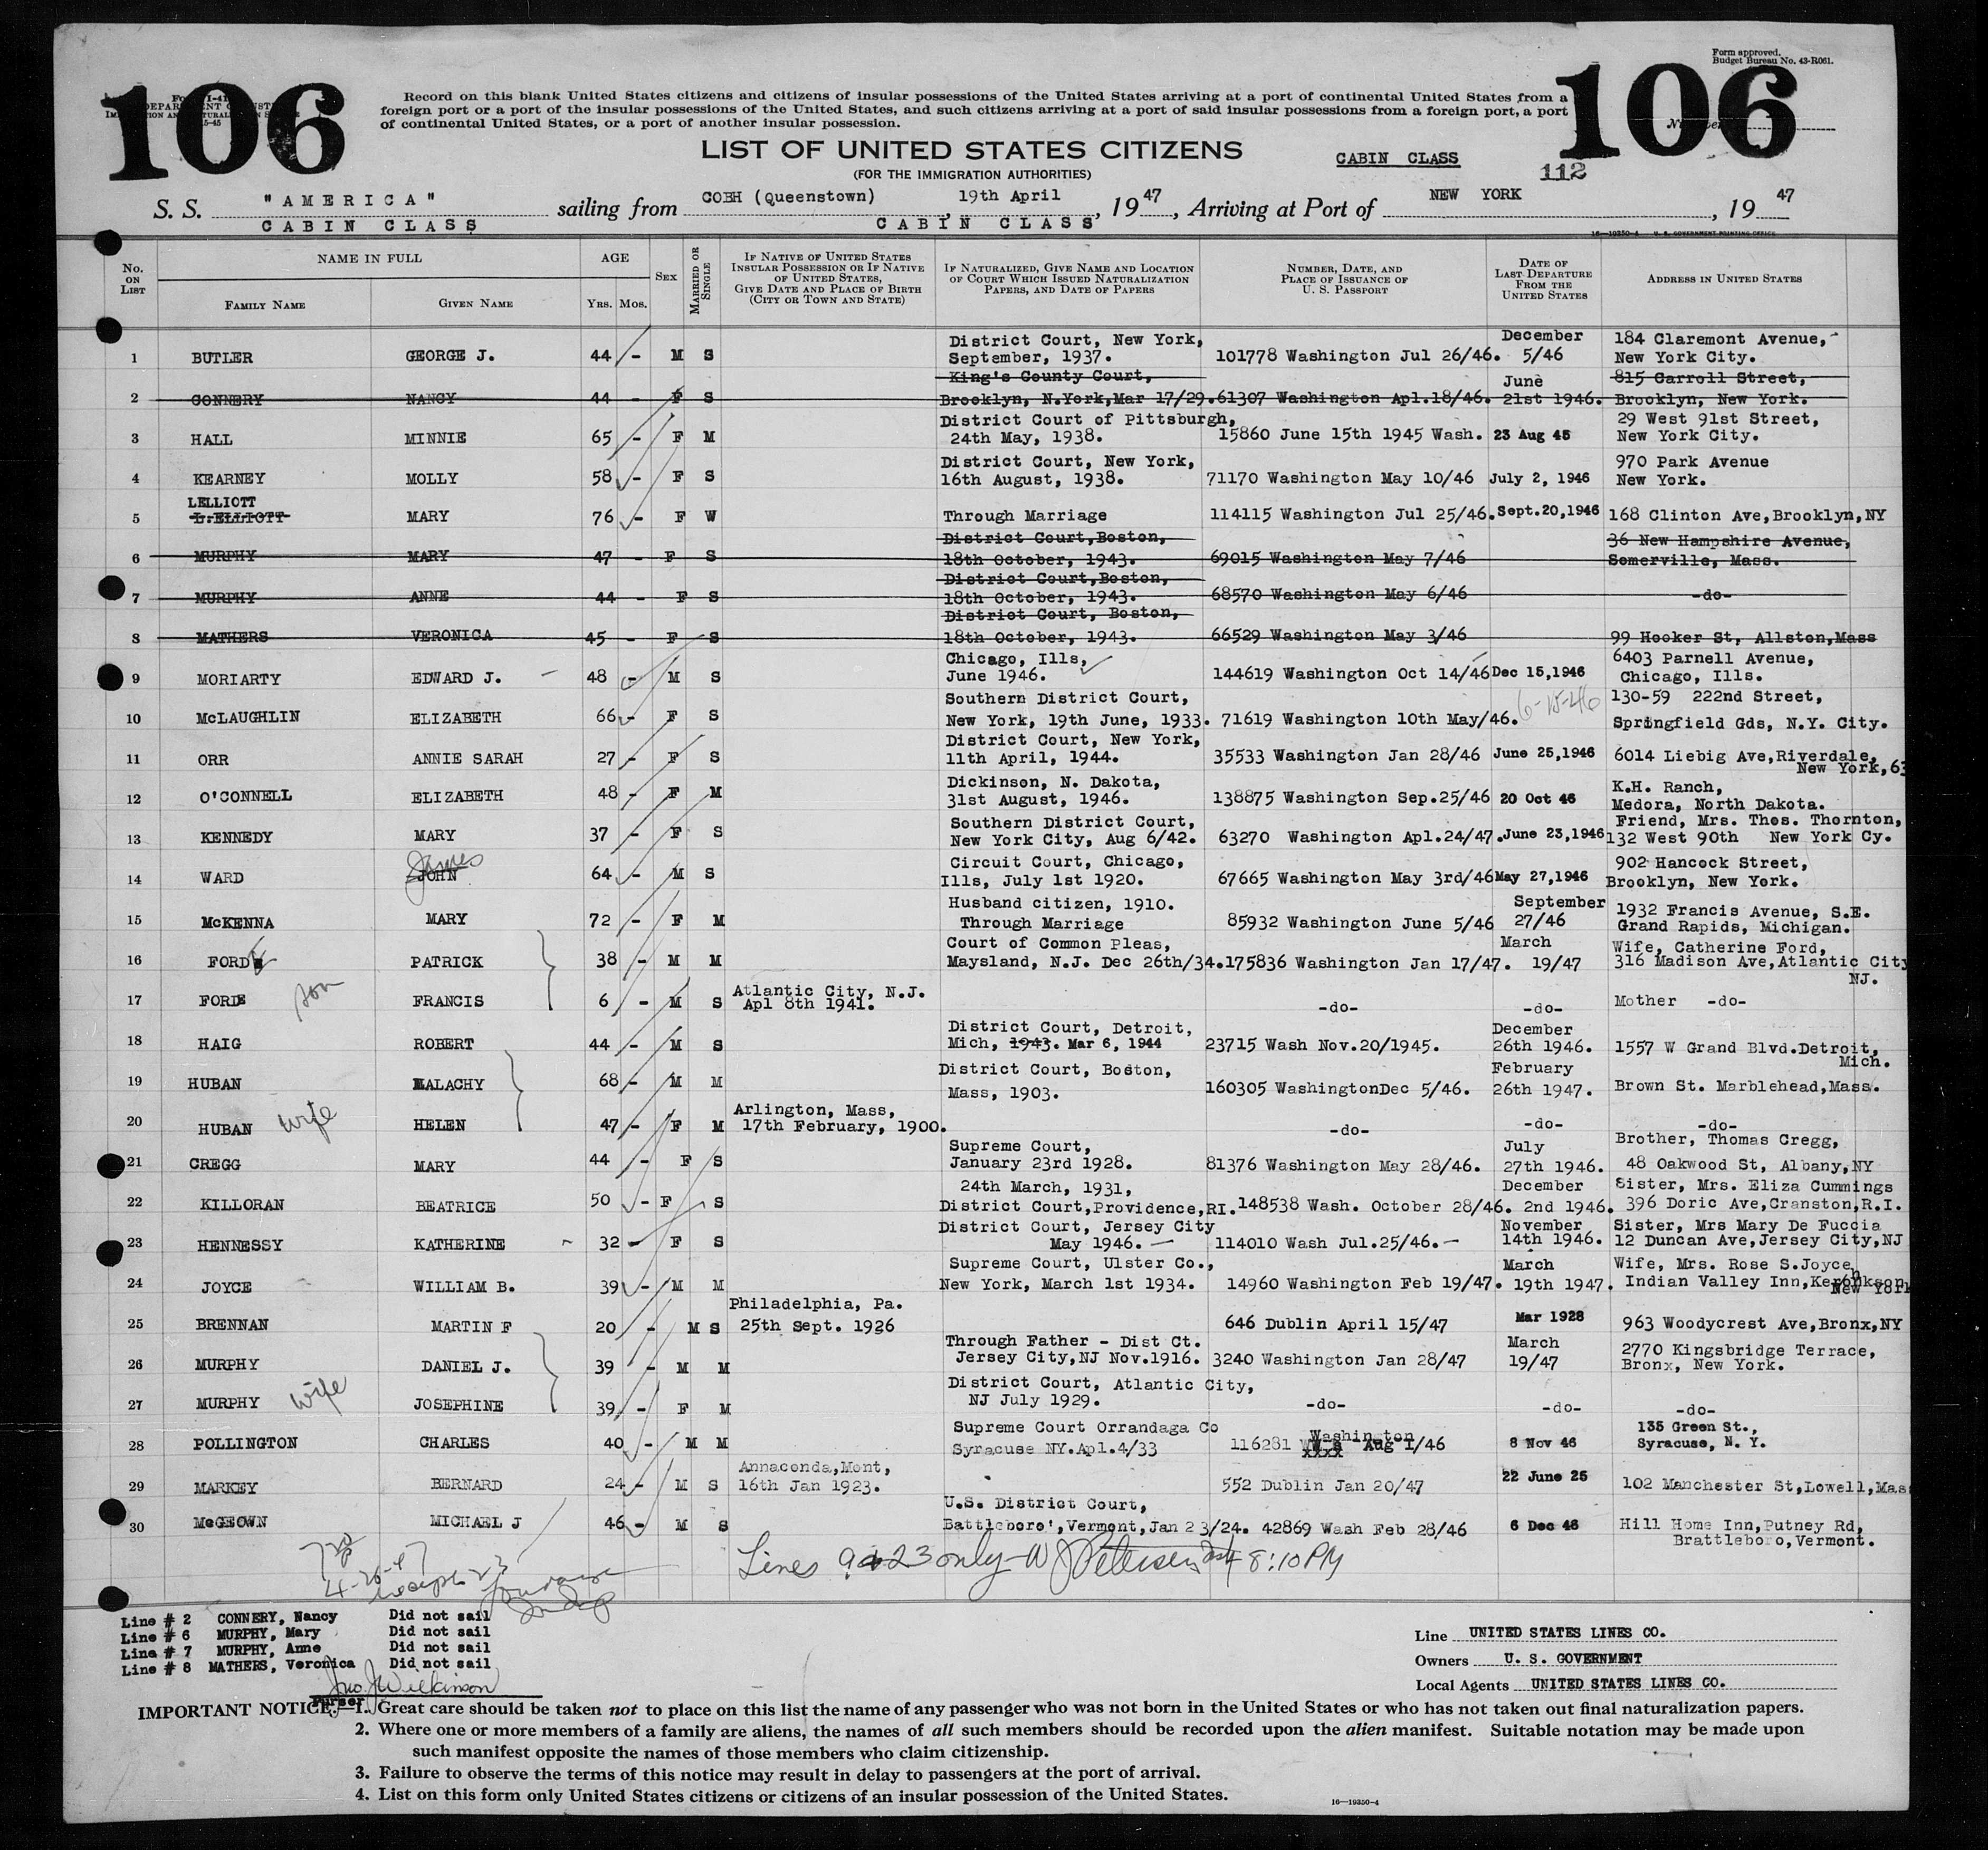 Form approved.
Budget Bureau No. 43-R061.
106
106
Record on this blank United States citizens and citizens of insular possessions of the United States arriving at a port of continental United States from a
foreign port or a port of the insular possessions of the United States, and such citizens arriving at a port of said insular possessions from a foreign port, a port
of continental United States, or a port of another insular possession.
LIST OF UNITED STATES CITIZENS
CABIN CLASS
(FOR THE IMMIGRATION AUTHORITIES)
112
S. S. "AMERICA" sailing from COBH (Queenstown), 19th April, 1947, Arriving at Port of NEW YORK, 1947
CABIN CLASS CABIN CLASS
16—19350-4 U. S. GOVERNMENT PRINTING OFFICE
No. on List
NAME IN FULL
Family Name Given Name
AGE
Yrs. Mos.
Sex
Married or Single
If Native of United States Insular Possession or If Native of United States, Give Date and Place of Birth (City or Town and State)
If Naturalized, Give Name and Location of Court Which Issued Naturalization Papers, and Date of Papers
Number, Date, and Place of Issuance of U. S. Passport
Date of Last Departure From the United States
Address in United States
District Court, New York, December 184 Claremont Avenue,
1 BUTLER GEORGE J. 44 - M S September, 1937. 101778 Washington Jul 26/46. 5/46 New York City.
King's County Court, June 815 Carroll Street,
2 CONNERY NANCY 44 - F S Brooklyn, N.York,Mar 17/29. 61307 Washington Apl.18/46. 21st 1946. Brooklyn, New York.
District Court of Pittsburgh, 29 West 91st Street,
3 HALL MINNIE 65 - F M 24th May, 1938. 15860 June 15th 1945 Wash. 23 Aug 45 New York City.
District Court, New York, 970 Park Avenue
4 KEARNEY MOLLY 58 - F S 16th August, 1938. 71170 Washington May 10/46 July 2, 1946 New York.
LELLIOTT
5 L.ELLIOTT MARY 76 - F W Through Marriage 114115 Washington Jul 25/46. Sept.20,1946 168 Clinton Ave,Brooklyn,NY
District Court,Boston, 36 New Hampshire Avenue,
6 MURPHY MARY 47 - F S 18th October, 1943. 69015 Washington May 7/46 Somerville, Mass.
District Court,Boston,
7 MURPHY ANNE 44 - F S 18th October, 1943. 68570 Washington May 6/46 -do-
District Court, Boston,
8 MATHERS VERONICA 45 - F S 18th October, 1943. 66529 Washington May 3/46 99 Hooker St, Allston,Mass
Chicago, Ills, 6403 Parnell Avenue,
9 MORIARTY EDWARD J. 48 - M S June 1946. 144619 Washington Oct 14/46 Dec 15,1946 Chicago, Ills.
Southern District Court, 6-15-46 130-59 222nd Street,
10 McLAUGHLIN ELIZABETH 66 - F S New York, 19th June, 1933. 71619 Washington 10th May/46. Springfield Gds, N.Y. City.
District Court, New York,
11 ORR ANNIE SARAH 27 - F S 11th April, 1944. 35533 Washington Jan 28/46 June 25,1946 6014 Liebig Ave,Riverdale,
New York,63
Dickinson, N. Dakota, K.H. Ranch,
12 O'CONNELL ELIZABETH 48 - F M 31st August, 1946. 138875 Washington Sep.25/46 20 Oct 46 Medora, North Dakota.
Southern District Court, Friend, Mrs. Thos. Thornton,
13 KENNEDY MARY 37 - F S New York City, Aug 6/42. 63270 Washington Apl.24/47. June 23,1946 132 West 90th New York Cy.
James Circuit Court, Chicago, 902 Hancock Street,
14 WARD JOHN 64 - M S Ills, July 1st 1920. 67665 Washington May 3rd/46 May 27,1946 Brooklyn, New York.
Husband citizen, 1910. September 1932 Francis Avenue, S.E.
15 McKENNA MARY 72 - F M Through Marriage 85932 Washington June 5/46 27/46 Grand Rapids, Michigan.
Court of Common Pleas, March Wife, Catherine Ford,
16 FORDE PATRICK 38 - M M Maysland, N.J. Dec 26th/34. 175836 Washington Jan 17/47. 19/47 316 Madison Ave,Atlantic City
NJ.
son Atlantic City, N.J.
17 FORDE FRANCIS 6 - M S Apl 8th 1941. -do- -do- Mother -do-
District Court, Detroit, December
18 HAIG ROBERT 44 - M S Mich, 1943. Mar 6, 1944 23715 Wash Nov.20/1945. 26th 1946. 1557 W Grand Blvd.Detroit,
Mich.
District Court, Boston, February
19 HUBAN MALACHY 68 - M M Mass, 1903. 160305 WashingtonDec 5/46. 26th 1947. Brown St. Marblehead,Mass.
wife Arlington, Mass,
20 HUBAN HELEN 47 - F M 17th February, 1900. -do- -do- -do-
Supreme Court, July Brother, Thomas Cregg,
21 CREGG MARY 44 - F S January 23rd 1928. 81376 Washington May 28/46. 27th 1946. 48 Oakwood St, Albany,NY
24th March, 1931, December Sister, Mrs. Eliza Cummings
22 KILLORAN BEATRICE 50 - F S District Court,Providence,RI. 148538 Wash. October 28/46. 2nd 1946. 396 Doric Ave,Cranston,R.I.
District Court, Jersey City November Sister, Mrs Mary De Fuccia
23 HENNESSY KATHERINE 32 - F S May 1946. 114010 Wash Jul.25/46. 14th 1946. 12 Duncan Ave,Jersey City,NJ
Supreme Court, Ulster Co., March Wife, Mrs. Rose S.Joyce,
24 JOYCE WILLIAM B. 39 - M M New York, March 1st 1934. 14960 Washington Feb 19/47. 19th 1947. Indian Valley Inn,Kerhonkson
New York
Philadelphia, Pa.
25 BRENNAN MARTIN F 20 - M S 25th Sept. 1926 646 Dublin April 15/47 Mar 1928 963 Woodycrest Ave,Bronx,NY
Through Father - Dist Ct. March 2770 Kingsbridge Terrace,
26 MURPHY DANIEL J. 39 - M M Jersey City,NJ Nov.1916. 3240 Washington Jan 28/47 19/47 Bronx, New York.
wife District Court, Atlantic City,
27 MURPHY JOSEPHINE 39 - F M NJ July 1929. -do- -do- -do-
Supreme Court Orrandaga Co Washington 135 Green St.,
28 POLLINGTON CHARLES 40 - M M Syracuse NY.Apl.4/33 116281 Aug 1/46 8 Nov 46 Syracuse, N. Y.
Annaconda,Mont,
29 MARKEY BERNARD 24 - M S 16th Jan 1923. 552 Dublin Jan 20/47 22 June 25 102 Manchester St,Lowell,Mass
U.S. District Court,
30 McGEOWN MICHAEL J 46 - M S Battleboro',Vermont,Jan 23/24. 42869 Wash Feb 28/46 6 Dec 46 Hill Home Inn,Putney Rd,
Brattleboro,Vermont.
Lines 9 & 23 only - W Petersen 8:10 PM
Line # 2 CONNERY, Nancy Did not sail
Line # 6 MURPHY, Mary Did not sail
Line # 7 MURPHY, Anne Did not sail
Line # 8 MATHERS, Veronica Did not sail
Jno. J Wilkinson
Purser
Line UNITED STATES LINES CO.
Owners U. S. GOVERNMENT
Local Agents UNITED STATES LINES CO.
IMPORTANT NOTICE.—1. Great care should be taken not to place on this list the name of any passenger who was not born in the United States or who has not taken out final naturalization papers.
2. Where one or more members of a family are aliens, the names of all such members should be recorded upon the alien manifest. Suitable notation may be made upon
such manifest opposite the names of those members who claim citizenship.
3. Failure to observe the terms of this notice may result in delay to passengers at the port of arrival.
4. List on this form only United States citizens or citizens of an insular possession of the United States.
16—19350-4